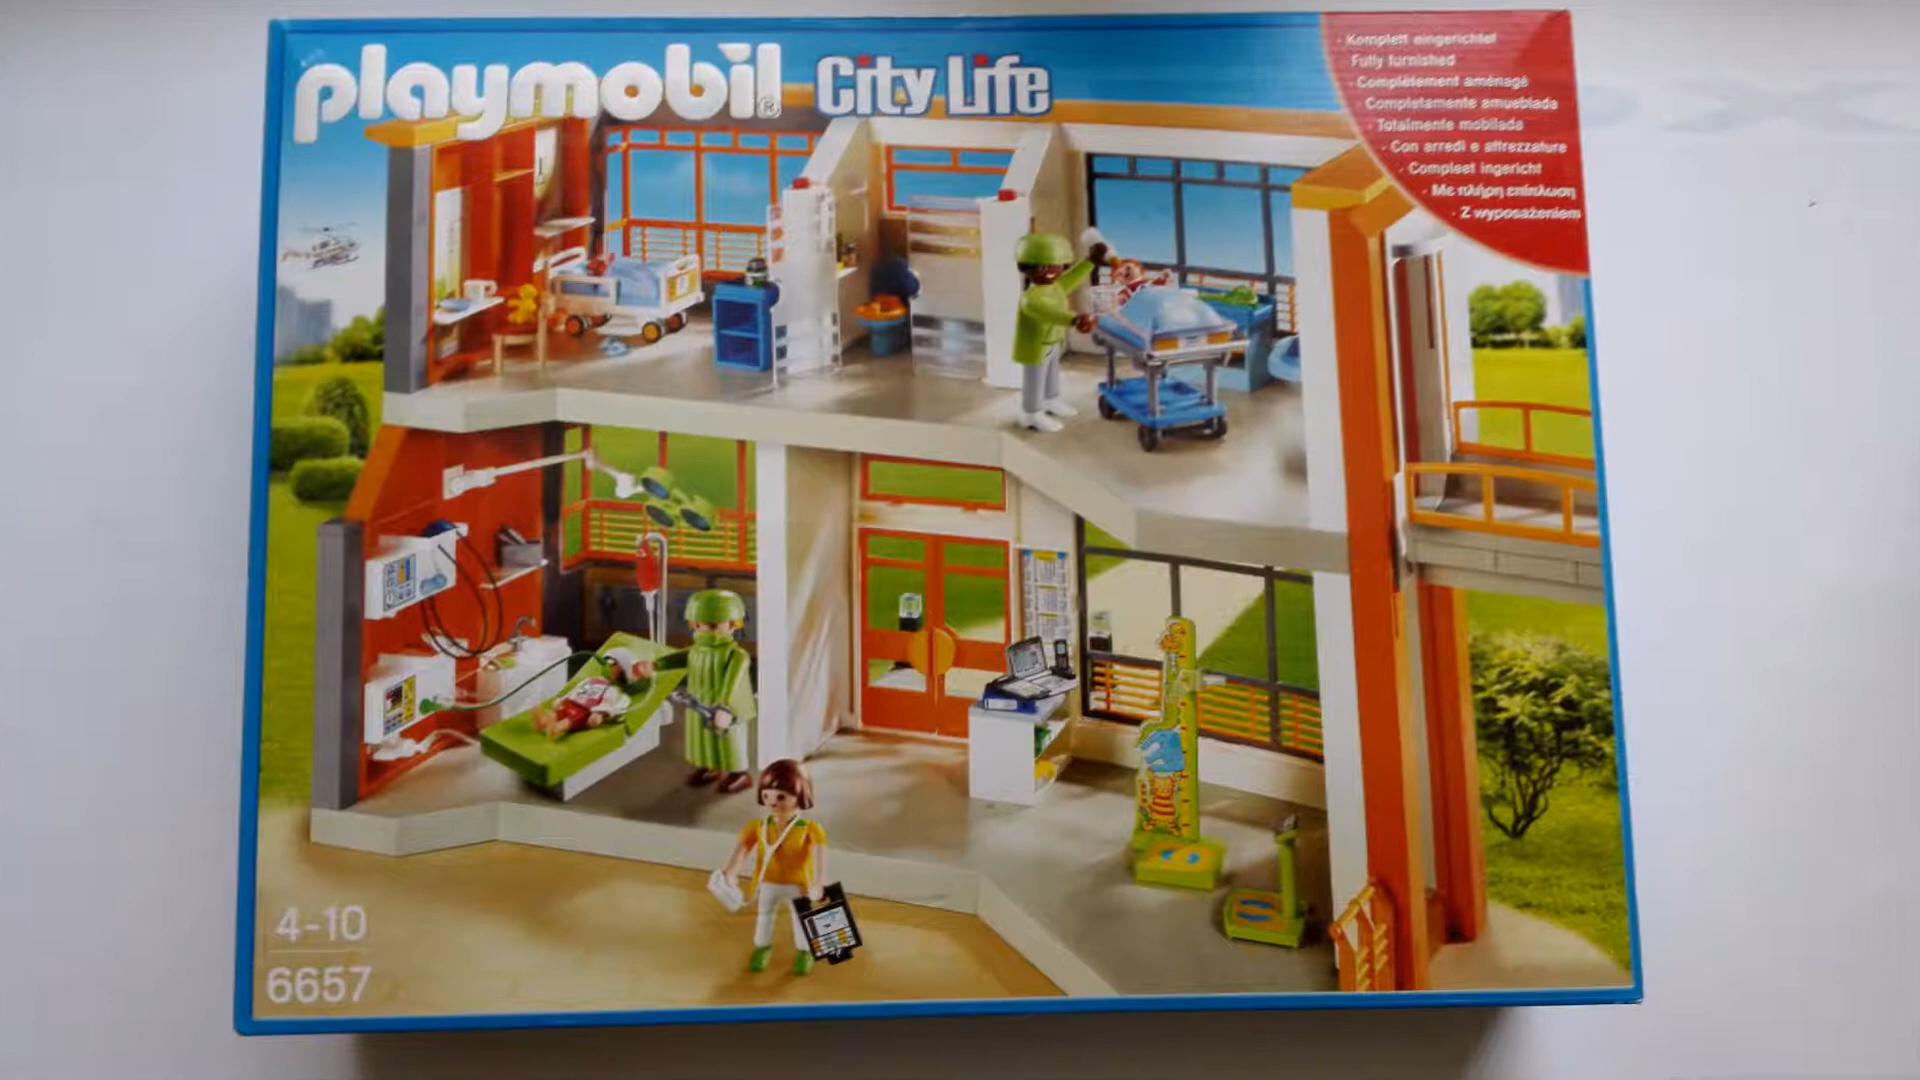 playmobil® City Life
· Komplett eingerichtet
· Fully furnished
· Complètement aménagé
· Completamente amueblada
· Totalmente mobilada
· Con arredi e attrezzature
· Compleet ingericht
· Με πλήρη επίπλωση
· Z wyposażeniem
4-10
6657